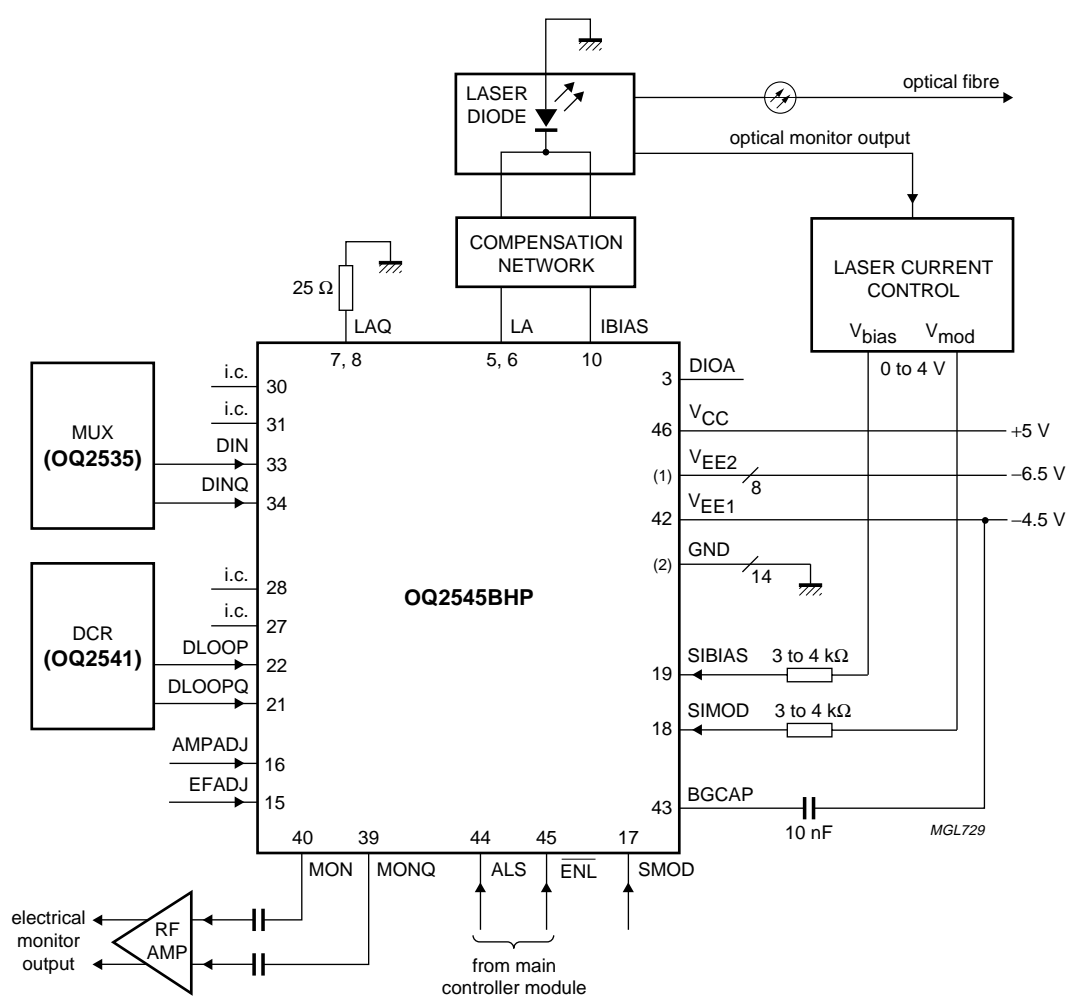 LASER
DIODE
optical fibre
optical monitor output
COMPENSATION
NETWORK
LASER CURRENT
CONTROL
Vbias Vmod
0 to 4 V
25 Ω
LAQ
LA
IBIAS
7, 8
5, 6
10
MUX
(OQ2535)
i.c.
30
i.c.
31
DIN
33
DINQ
34
DCR
(OQ2541)
i.c.
28
i.c.
27
DLOOP
22
DLOOPQ
21
AMPADJ
16
EFADJ
15
OQ2545BHP
3
DIOA
46
VCC
+5 V
(1)
VEE2
8
−6.5 V
42
VEE1
−4.5 V
(2)
GND
14
19
SIBIAS
3 to 4 kΩ
18
SIMOD
3 to 4 kΩ
43
BGCAP
10 nF
MGL729
40
39
44
45
17
MON
MONQ
ALS
ENL
SMOD
electrical
monitor
output
RF
AMP
from main
controller module